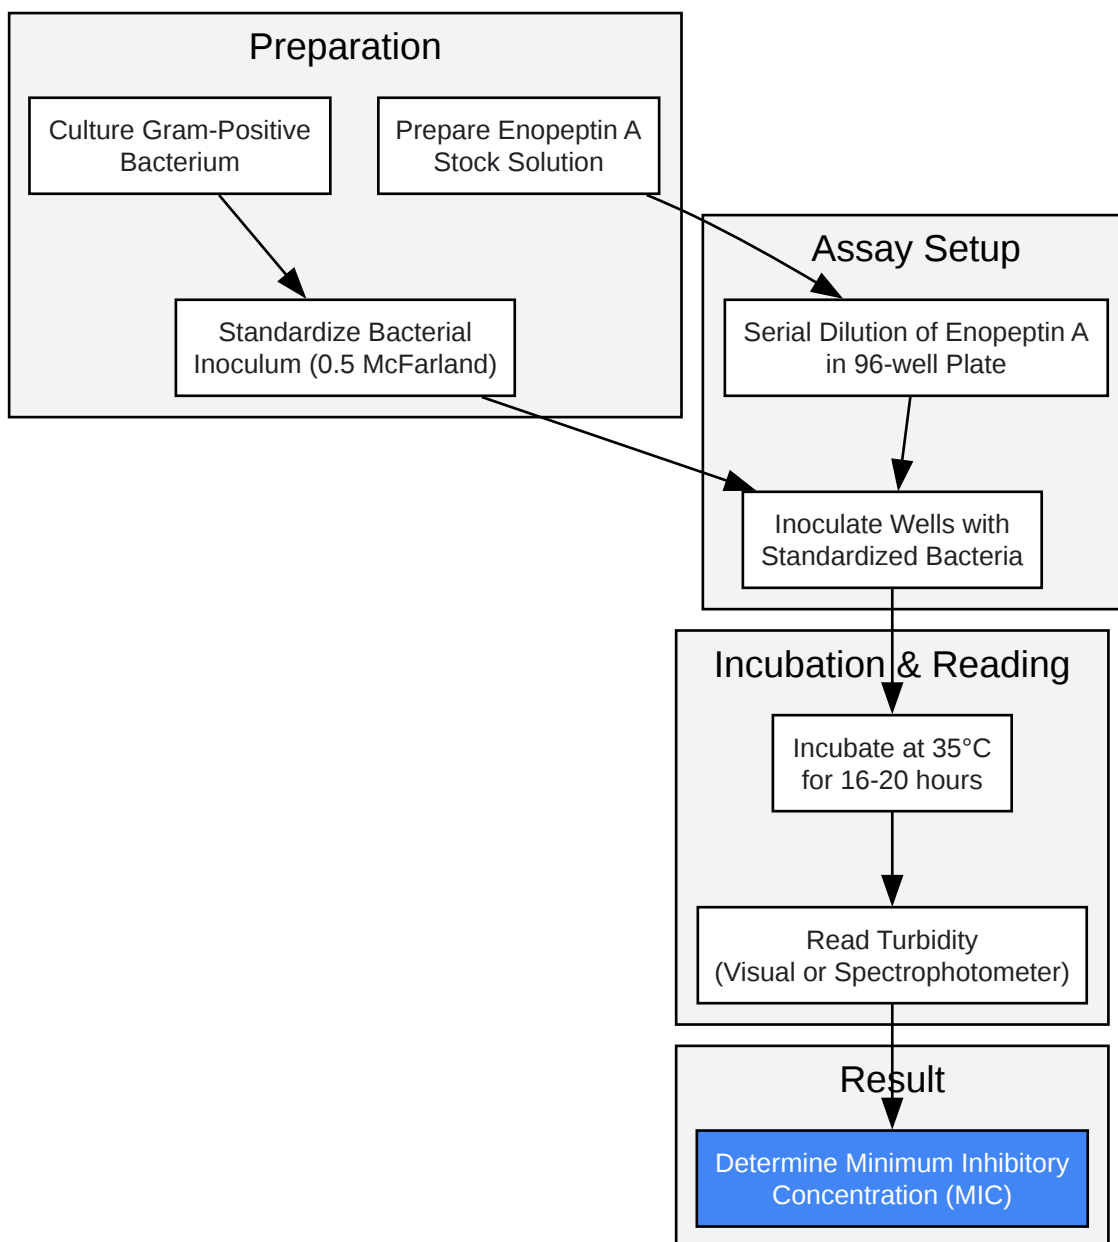 Preparation
Culture Gram-Positive
Bacterium
Prepare Enopeptin A
Stock Solution
Standardize Bacterial
Inoculum (0.5 McFarland)
Assay Setup
Serial Dilution of Enopeptin A
in 96-well Plate
Inoculate Wells with
Standardized Bacteria
Incubation & Reading
Incubate at 35°C
for 16-20 hours
Read Turbidity
(Visual or Spectrophotometer)
Result
Determine Minimum Inhibitory
Concentration (MIC)